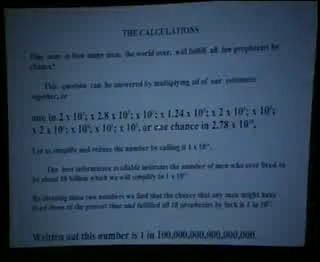 THE CALCULATIONS
One man in how many men, the world over, will fulfill all the prophecies by
chance?
This question can be answered by multiplying all of our estimates
together, or
one in 2 x 10 x 2.8 x 10 x 10 x 1.24 x 10 x 2 x 10 x 10
x 2 x 10 x 10 x 10 x 10, or one chance in 2.78 x 10
Let us simplify and reduce the number by calling it 1 x 10
Our best information available indicates the number of men who ever lived to
be about 88 billion which we will simplify to 1 x 10
By dividing these two numbers we find that the chance that any man might have
lived down to the present time and fulfilled all 8 prophecies by luck is 1 in 10
Written out this number is 1 in 100,000,000,000,000,000